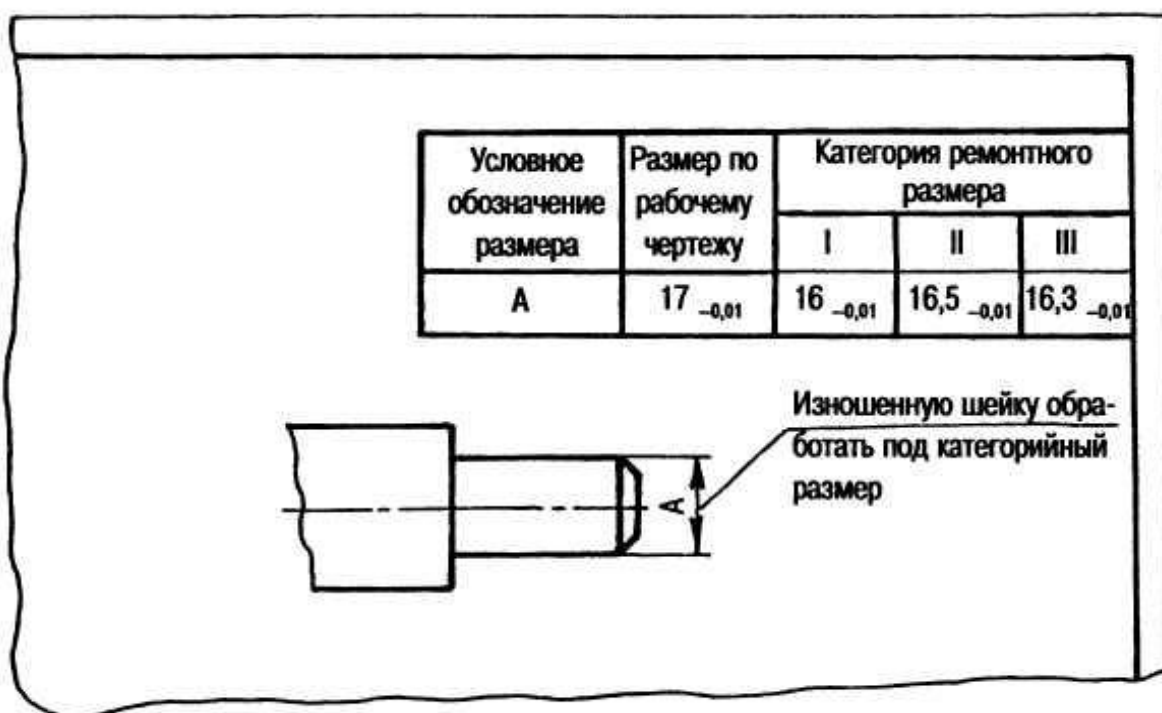 Условное обозначение размера
Размер по рабочему чертежу
Категория ремонтного размера
I
II
III
А
17 −0,01
16 −0,01
16,5 −0,01
16,3 −0,01
Изношенную шейку обра-
ботать под категорийный
размер
А